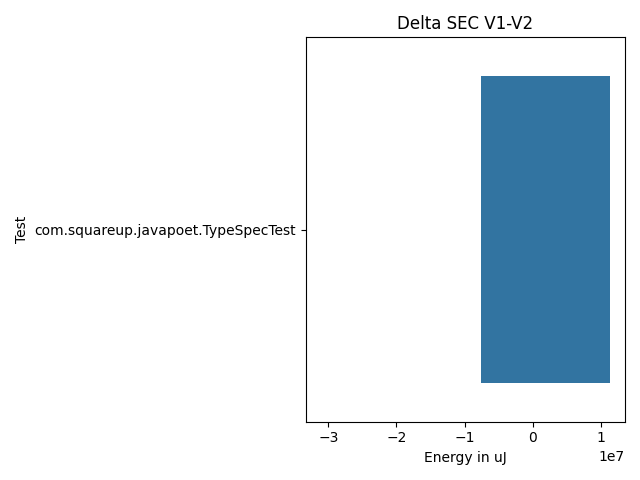 Delta SEC V1-V2
Test
com.squareup.javapoet.TypeSpecTest
−3 −2 −1 0 1
1e7
Energy in uJ